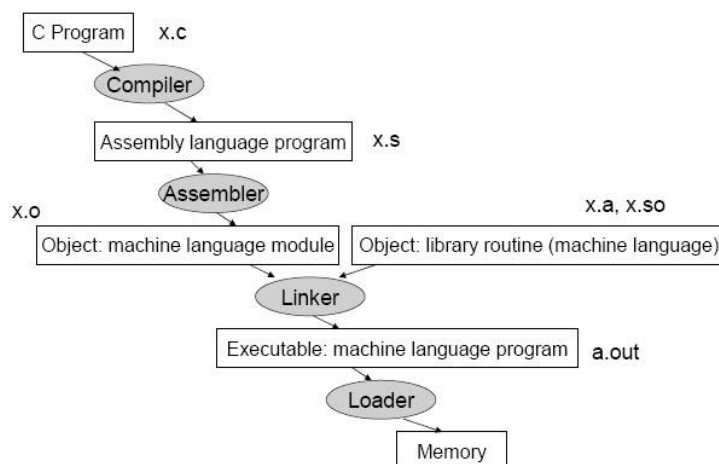 C Program
x.c
Compiler
Assembly language program
x.s
Assembler
x.o
x.a, x.so
Object: machine language module
Object: library routine (machine language)
Linker
Executable: machine language program
a.out
Loader
Memory